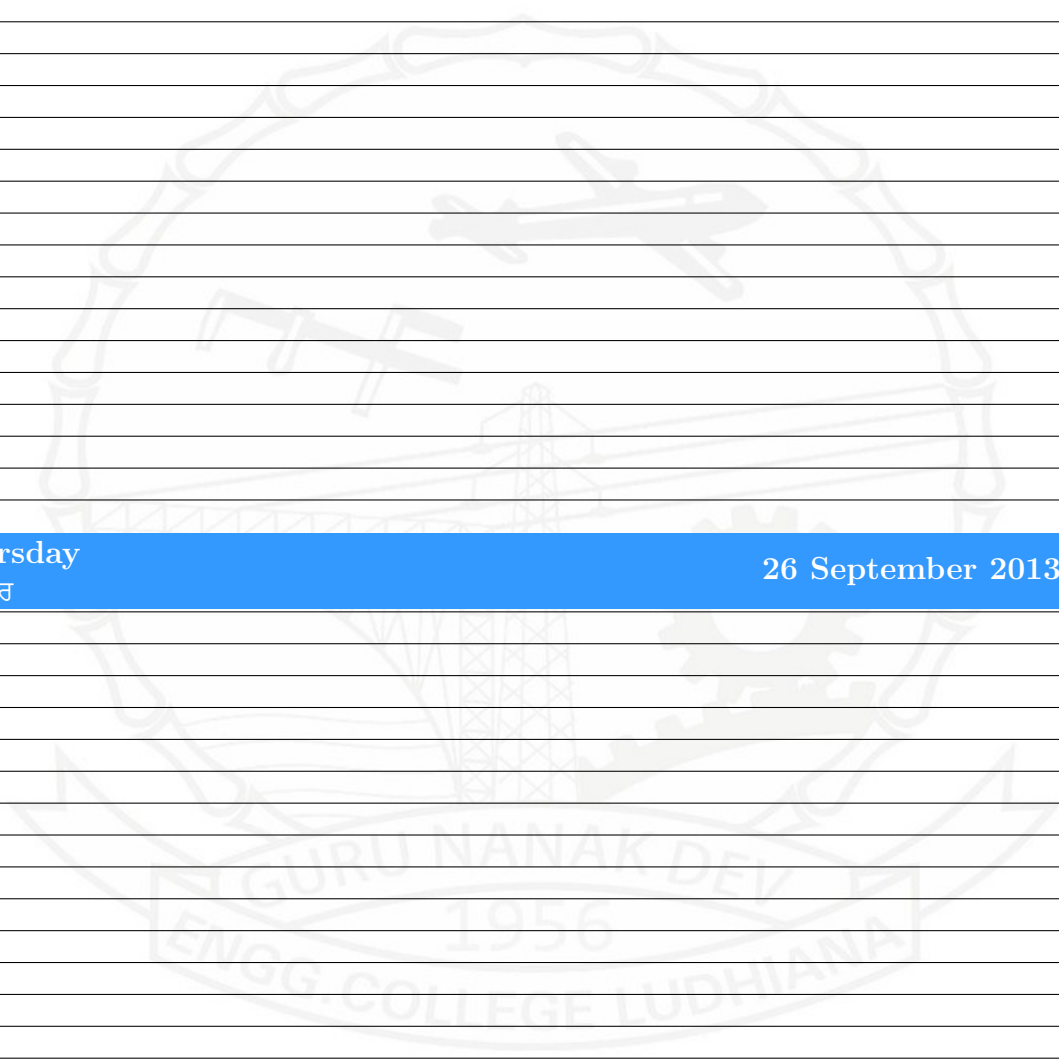 rsday
ਰ
26 September 2013
GURU NANAK DEV
1956
ENGG. COLLEGE LUDHIANA